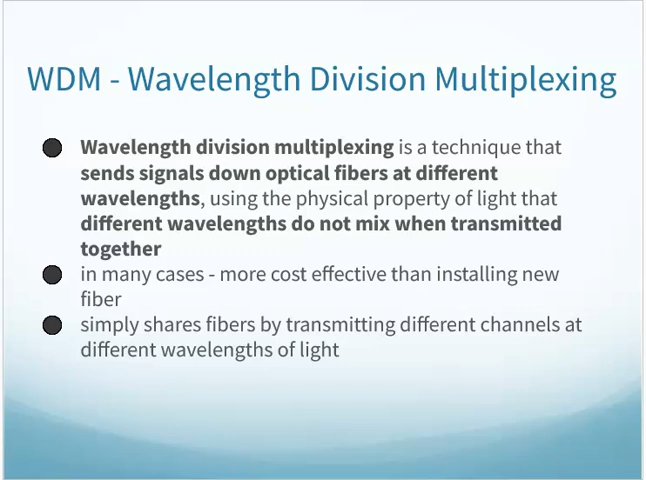 WDM - Wavelength Division Multiplexing
Wavelength division multiplexing is a technique that
sends signals down optical fibers at different
wavelengths, using the physical property of light that
different wavelengths do not mix when transmitted
together
in many cases - more cost effective than installing new
fiber
simply shares fibers by transmitting different channels at
different wavelengths of light